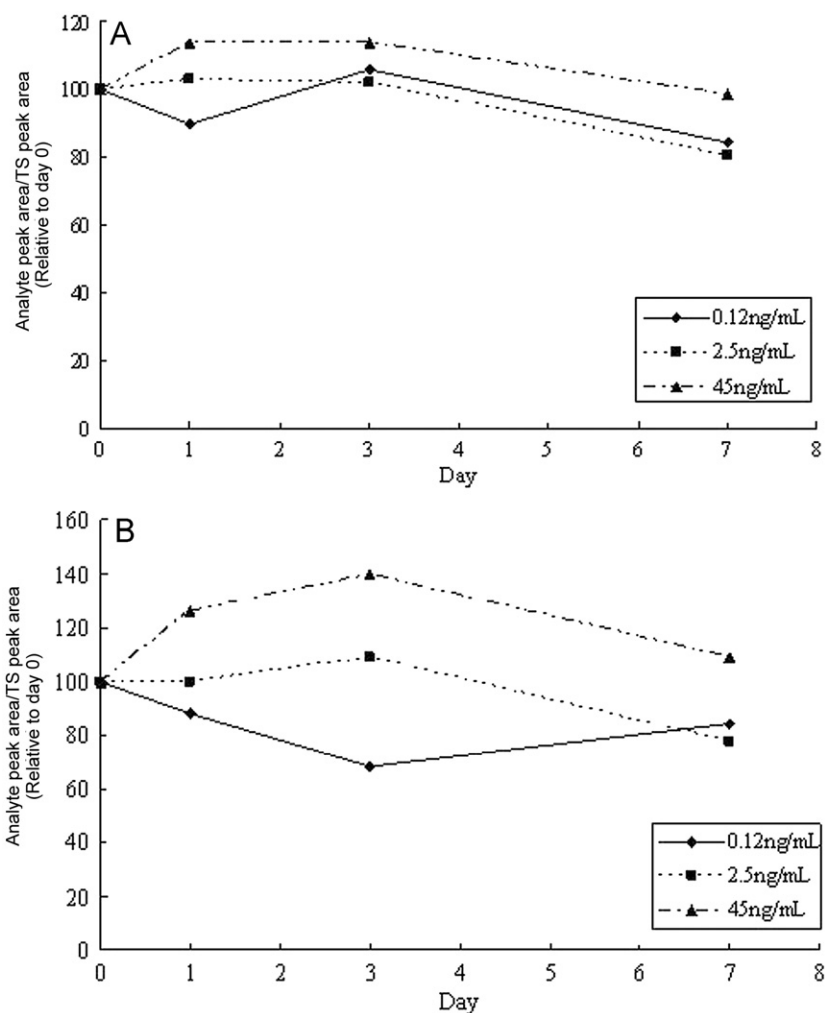 A
Analyte peak area/TS peak area
(Relative to day 0)
120
100
80
60
40
20
0
0.12ng/mL
2.5ng/mL
45ng/mL
0 1 2 3 4 5 6 7 8
Day
B
Analyte peak area/TS peak area
(Relative to day 0)
160
140
120
100
80
60
40
20
0
0.12ng/mL
2.5ng/mL
45ng/mL
0 1 2 3 4 5 6 7 8
Day